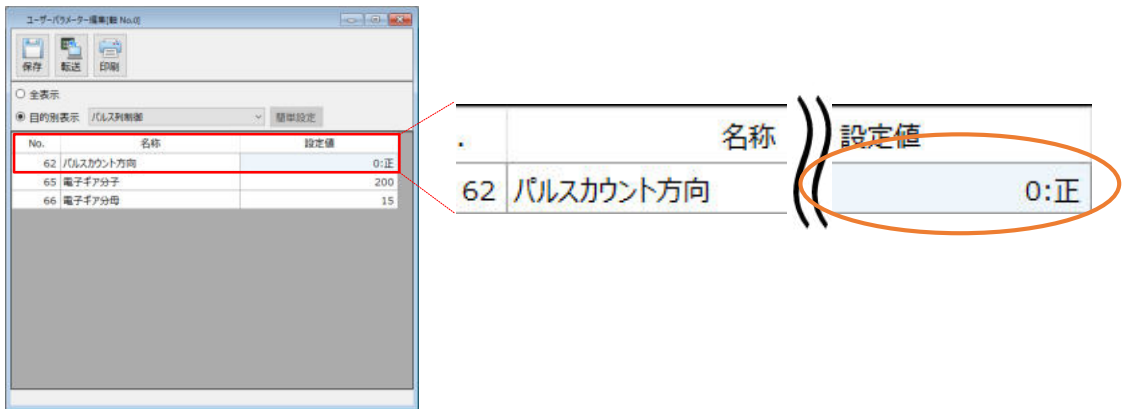 ユーザーパラメーター編集[軸 No.0]
保存 転送 印刷
全表示
目的別表示 パルス列制御 簡単設定
No. 名称 設定値
62 パルスカウント方向 0:正
65 電子ギア分子 200
66 電子ギア分母 15
. 名称 設定値
62 パルスカウント方向 0:正